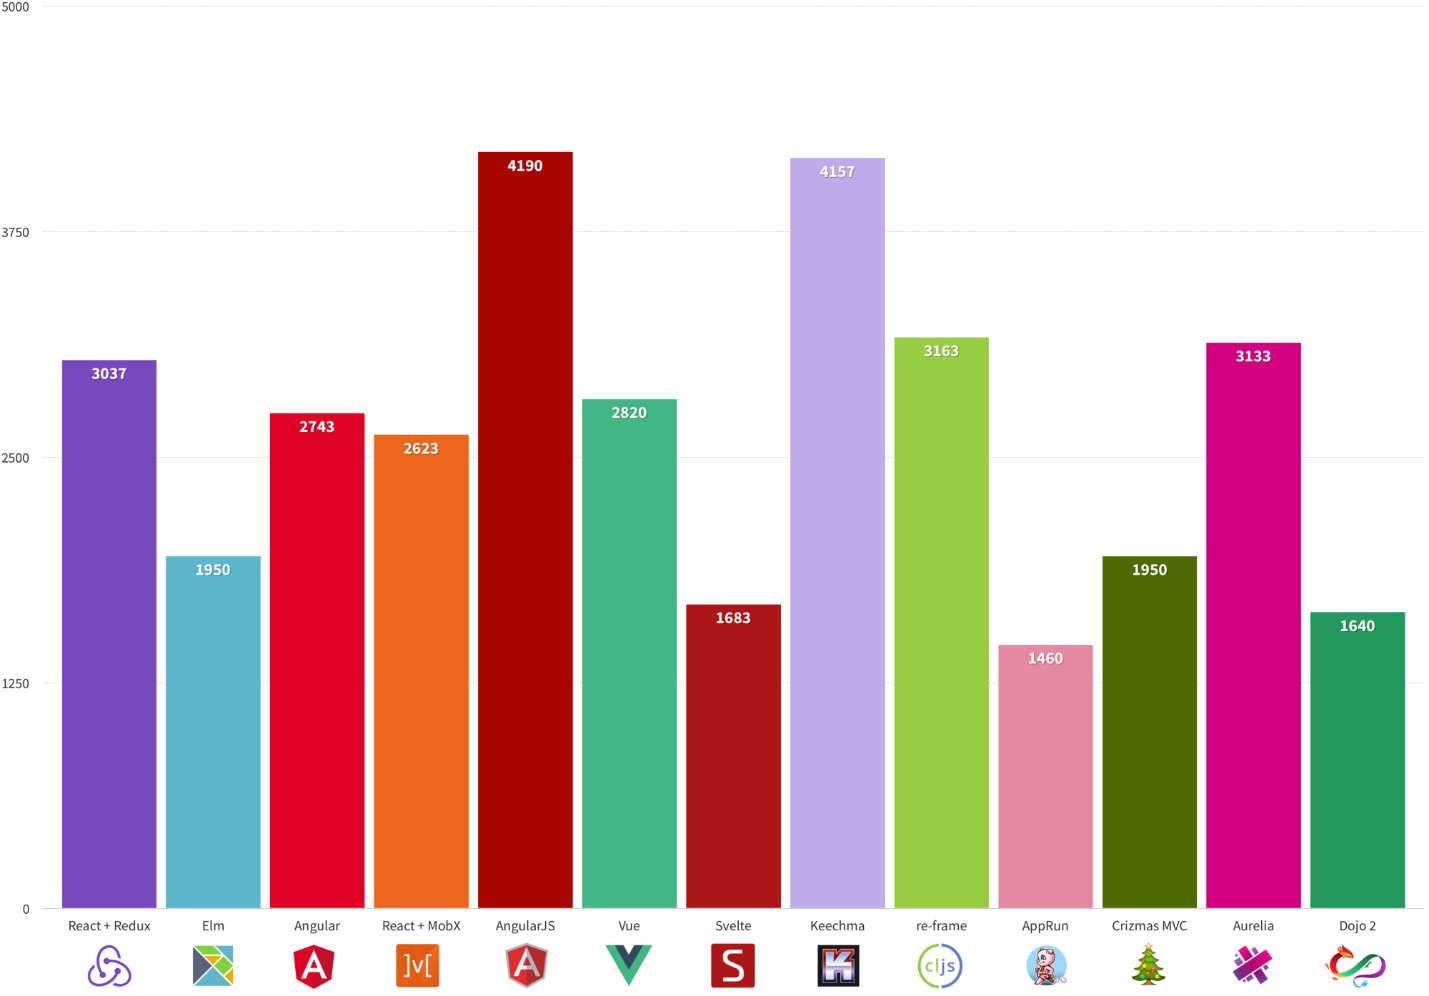 5000
3750
2500
1250
0
3037
1950
2743
2623
4190
2820
1683
4157
3163
1460
1950
3133
1640
React + Redux
Elm
Angular
React + MobX
AngularJS
Vue
Svelte
Keechma
re-frame
AppRun
Crizmas MVC
Aurelia
Dojo 2
A
]v[
A
S
K
cljs